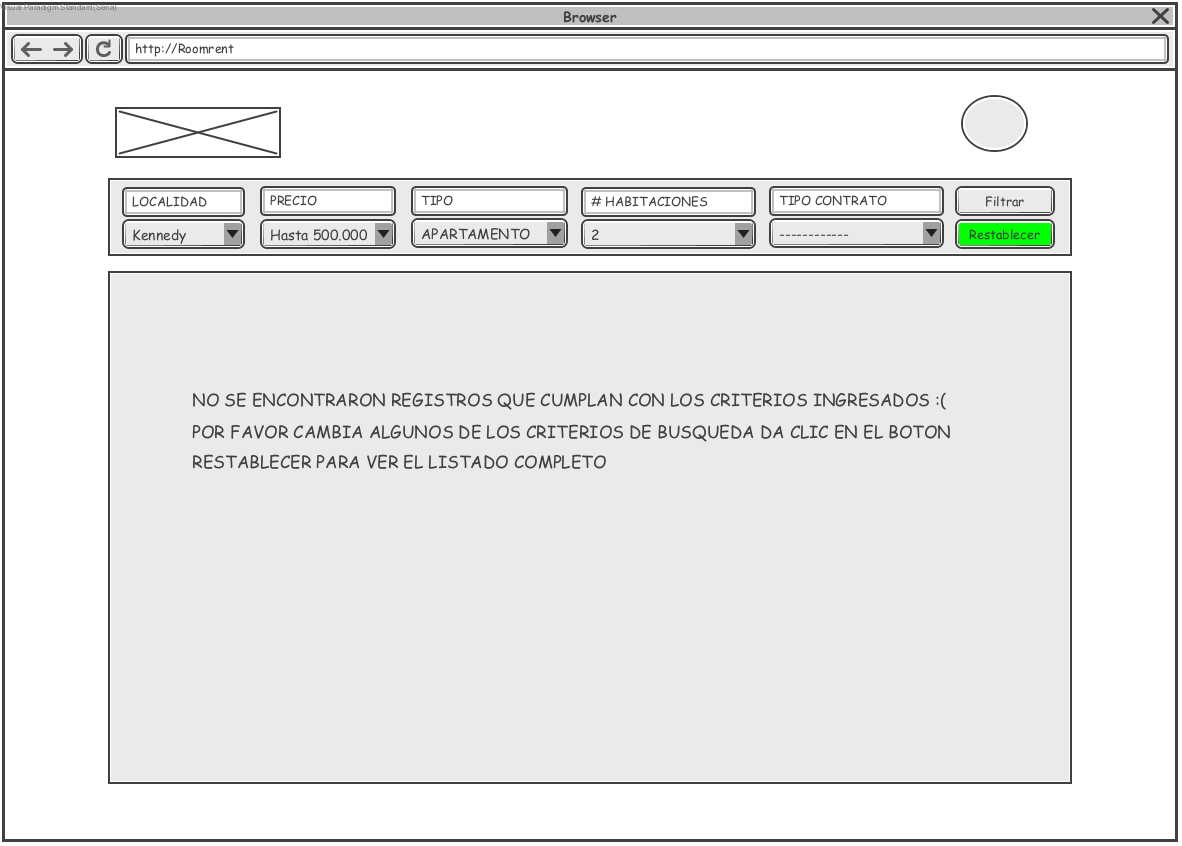 Visual Paradigm Standard(Sena)
Browser
http://Roomrent
LOCALIDAD PRECIO TIPO # HABITACIONES TIPO CONTRATO Filtrar
Kennedy Hasta 500.000 APARTAMENTO 2 ------------ Restablecer
NO SE ENCONTRARON REGISTROS QUE CUMPLAN CON LOS CRITERIOS INGRESADOS :(
POR FAVOR CAMBIA ALGUNOS DE LOS CRITERIOS DE BUSQUEDA DA CLIC EN EL BOTON
RESTABLECER PARA VER EL LISTADO COMPLETO